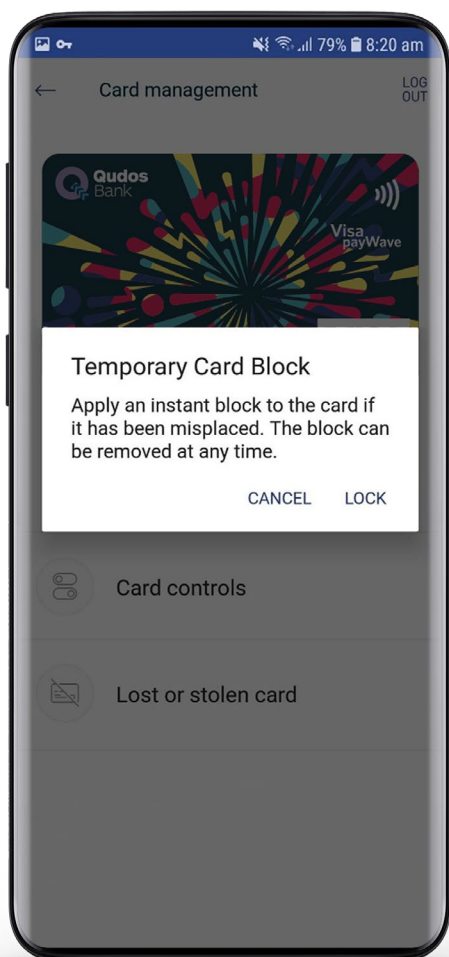 79% 8:20 am
Card management
LOG
OUT
Qudos
Bank
Visa
payWave
Temporary Card Block
Apply an instant block to the card if
it has been misplaced. The block can
be removed at any time.
CANCEL LOCK
Card controls
Lost or stolen card